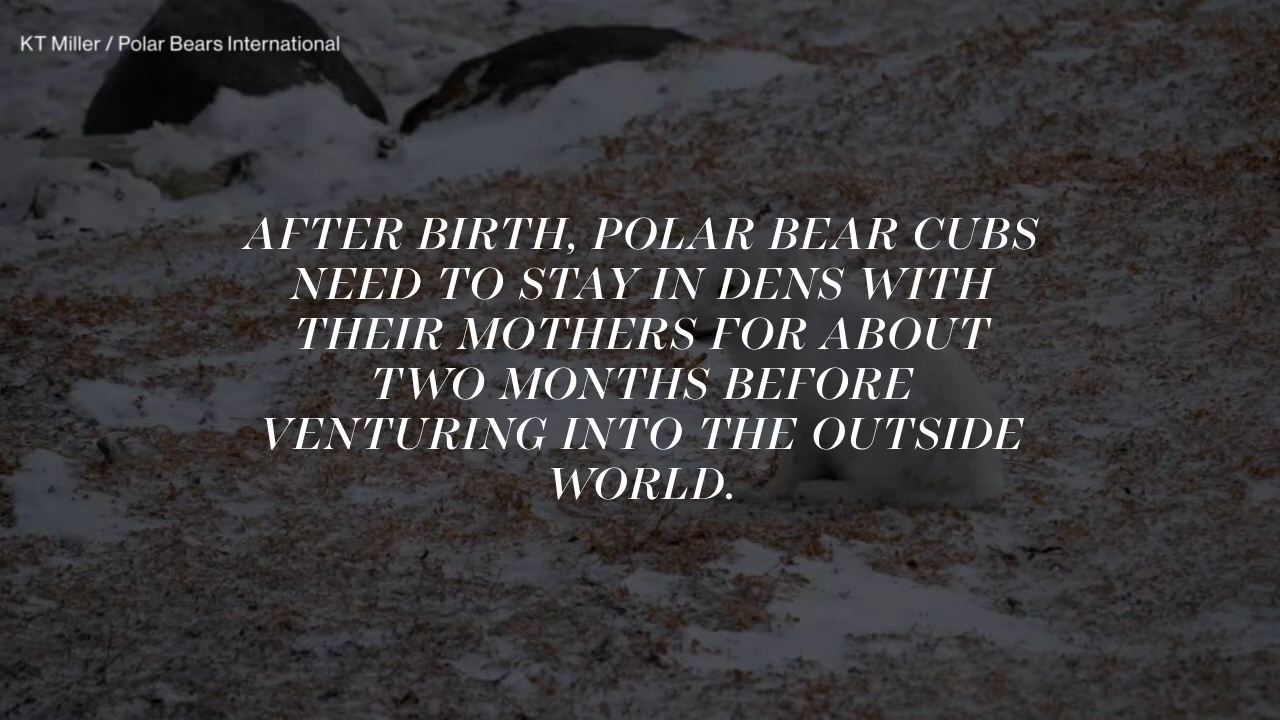 KT Miller / Polar Bears International
AFTER BIRTH, POLAR BEAR CUBS
NEED TO STAY IN DENS WITH
THEIR MOTHERS FOR ABOUT
TWO MONTHS BEFORE
VENTURING INTO THE OUTSIDE
WORLD.